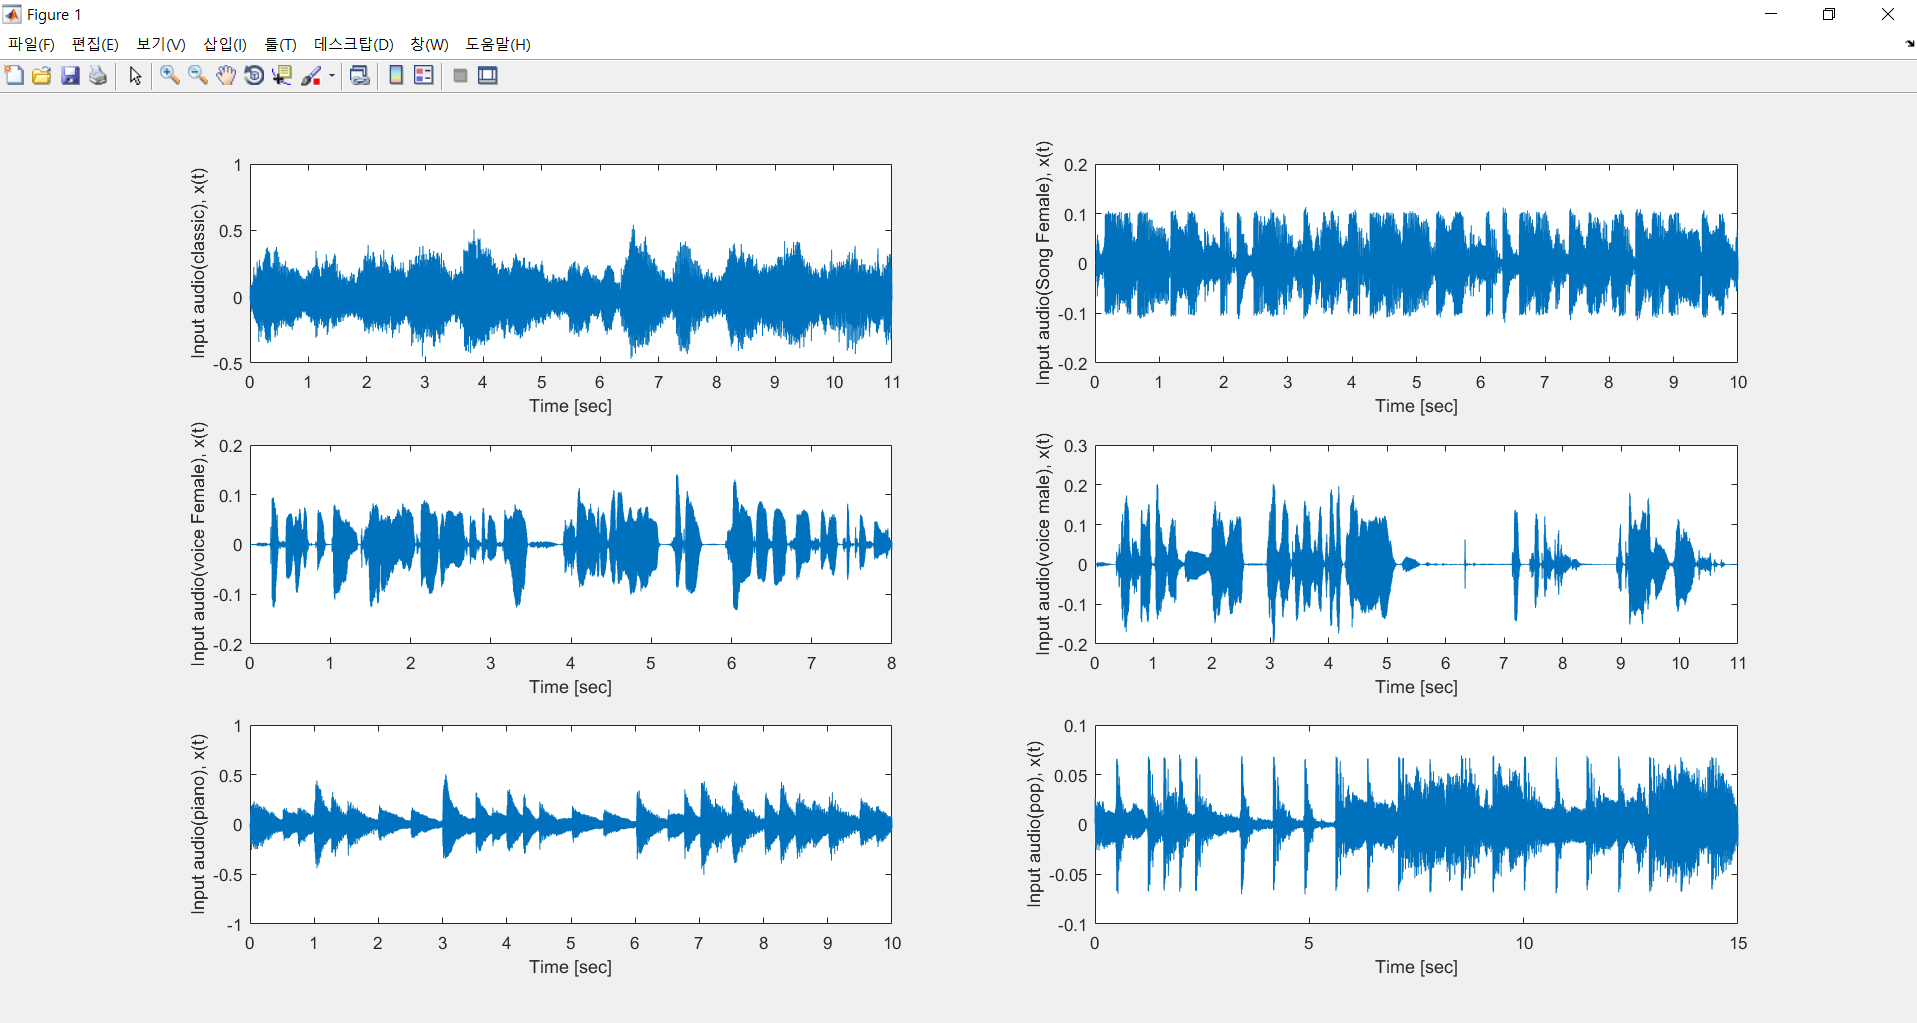 Figure 1
파일(F) 편집(E) 보기(V) 삽입(I) 툴(T) 데스크탑(D) 창(W) 도움말(H)
Input audio(classic), x(t)
1
0.5
0
-0.5
0 1 2 3 4 5 6 7 8 9 10 11
Time [sec]
Input audio(Song Female), x(t)
0.2
0.1
0
-0.1
-0.2
0 1 2 3 4 5 6 7 8 9 10
Time [sec]
Input audio(voice Female), x(t)
0.2
0.1
0
-0.1
-0.2
0 1 2 3 4 5 6 7 8
Time [sec]
Input audio(voice male), x(t)
0.3
0.2
0.1
0
-0.1
-0.2
0 1 2 3 4 5 6 7 8 9 10 11
Time [sec]
Input audio(piano), x(t)
1
0.5
0
-0.5
-1
0 1 2 3 4 5 6 7 8 9 10
Time [sec]
Input audio(pop), x(t)
0.1
0.05
0
-0.05
-0.1
0 5 10 15
Time [sec]